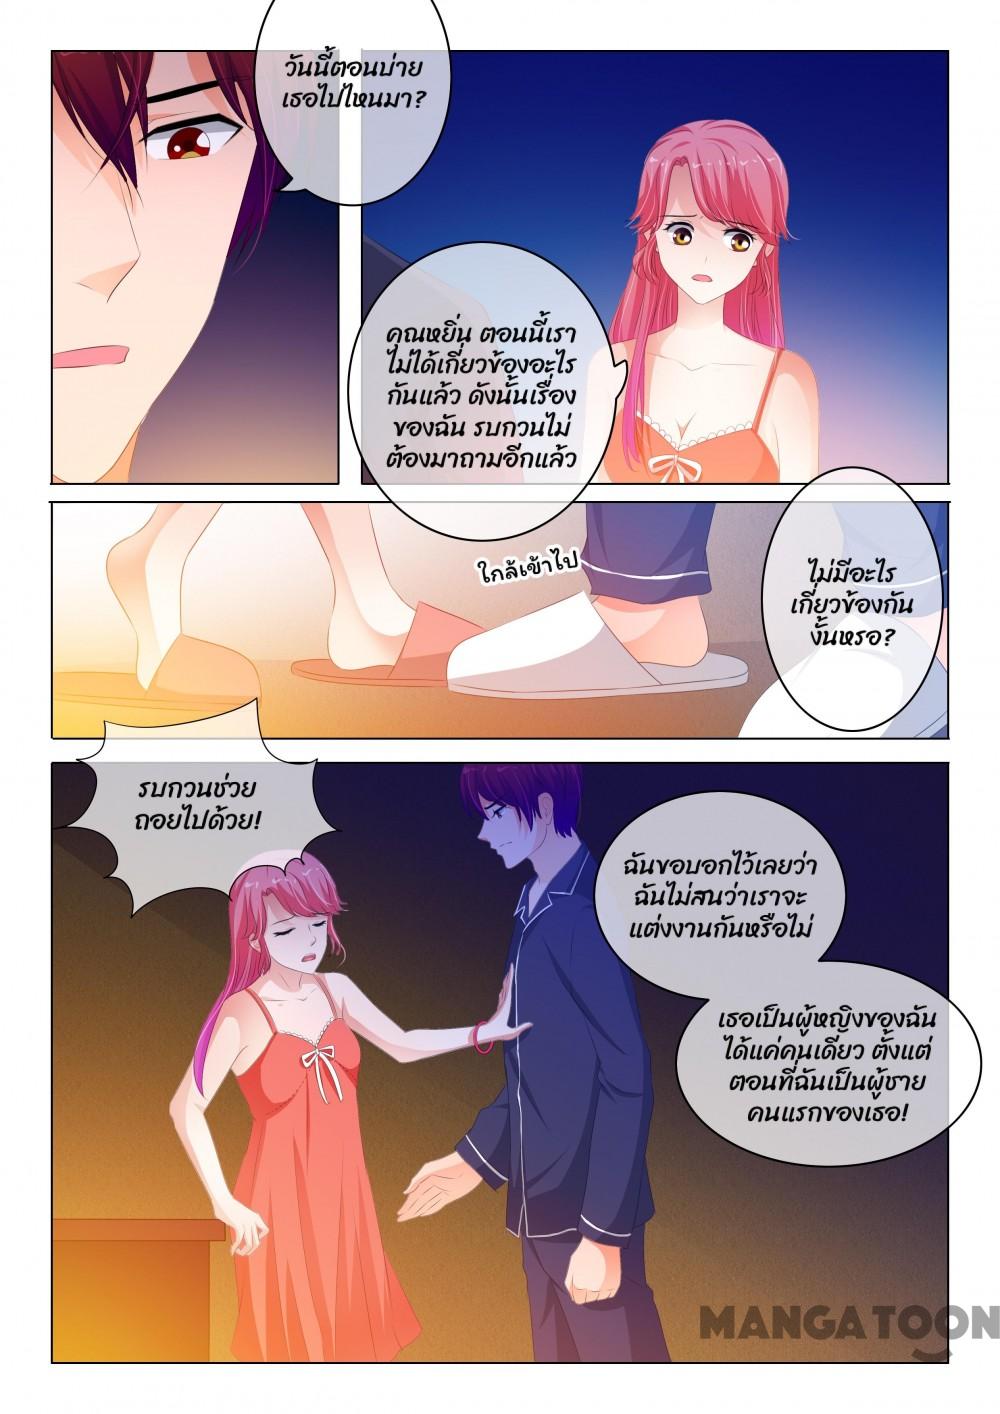 วันนี้ตอนบ่าย
เธอไปไหนมา?
คุณหยิ่น ตอนนี้เรา
ไม่ได้เกี่ยวข้องอะไร
กันแล้ว ดังนั้นเรื่อง
ของฉัน รบกวนไม่
ต้องมาถามอีกแล้ว
ใกล้เข้าไป
ไม่มีอะไร
เกี่ยวข้องกัน
งั้นหรอ?
รบกวนช่วย
ถอยไปด้วย!
ฉันขอบอกไว้เลยว่า
ฉันไม่สนว่าเราจะ
แต่งงานกันหรือไม่
เธอเป็นผู้หญิงของฉัน
ได้แค่คนเดียว ตั้งแต่
ตอนที่ฉันเป็นผู้ชาย
คนแรกของเธอ!
MANGATOON